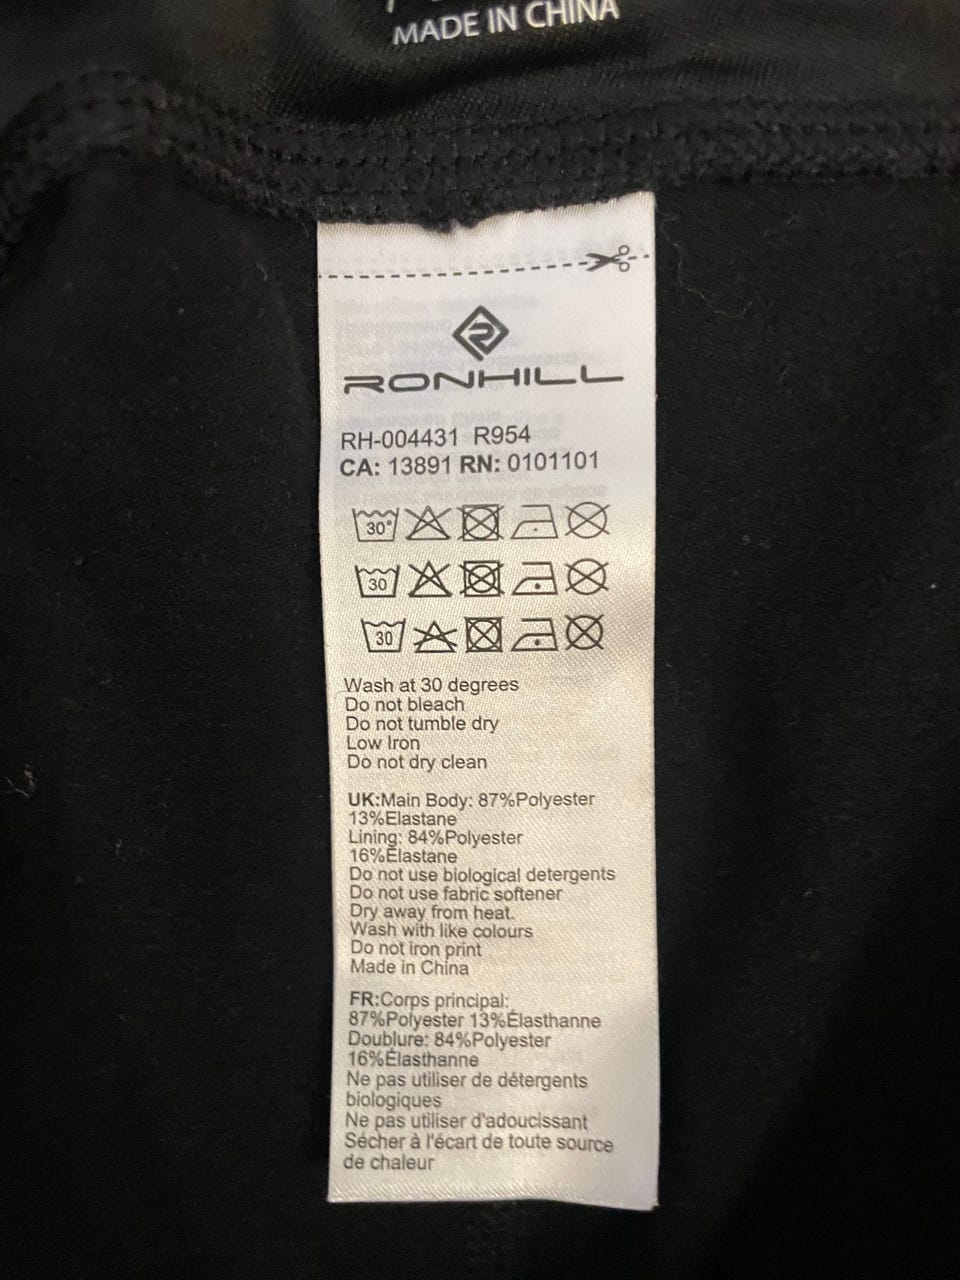 MADE IN CHINA
RONHILL
RH-004431 R954
CA: 13891 RN: 0101101
30°
30
30
Wash at 30 degrees
Do not bleach
Do not tumble dry
Low Iron
Do not dry clean
UK:Main Body: 87%Polyester
13%Elastane
Lining: 84%Polyester
16%Elastane
Do not use biological detergents
Do not use fabric softener
Dry away from heat.
Wash with like colours
Do not iron print
Made in China
FR:Corps principal:
87%Polyester 13%Élasthanne
Doublure: 84%Polyester
16%Élasthanne
Ne pas utiliser de détergents
biologiques
Ne pas utiliser d'adoucissant
Sécher à l'écart de toute source
de chaleur